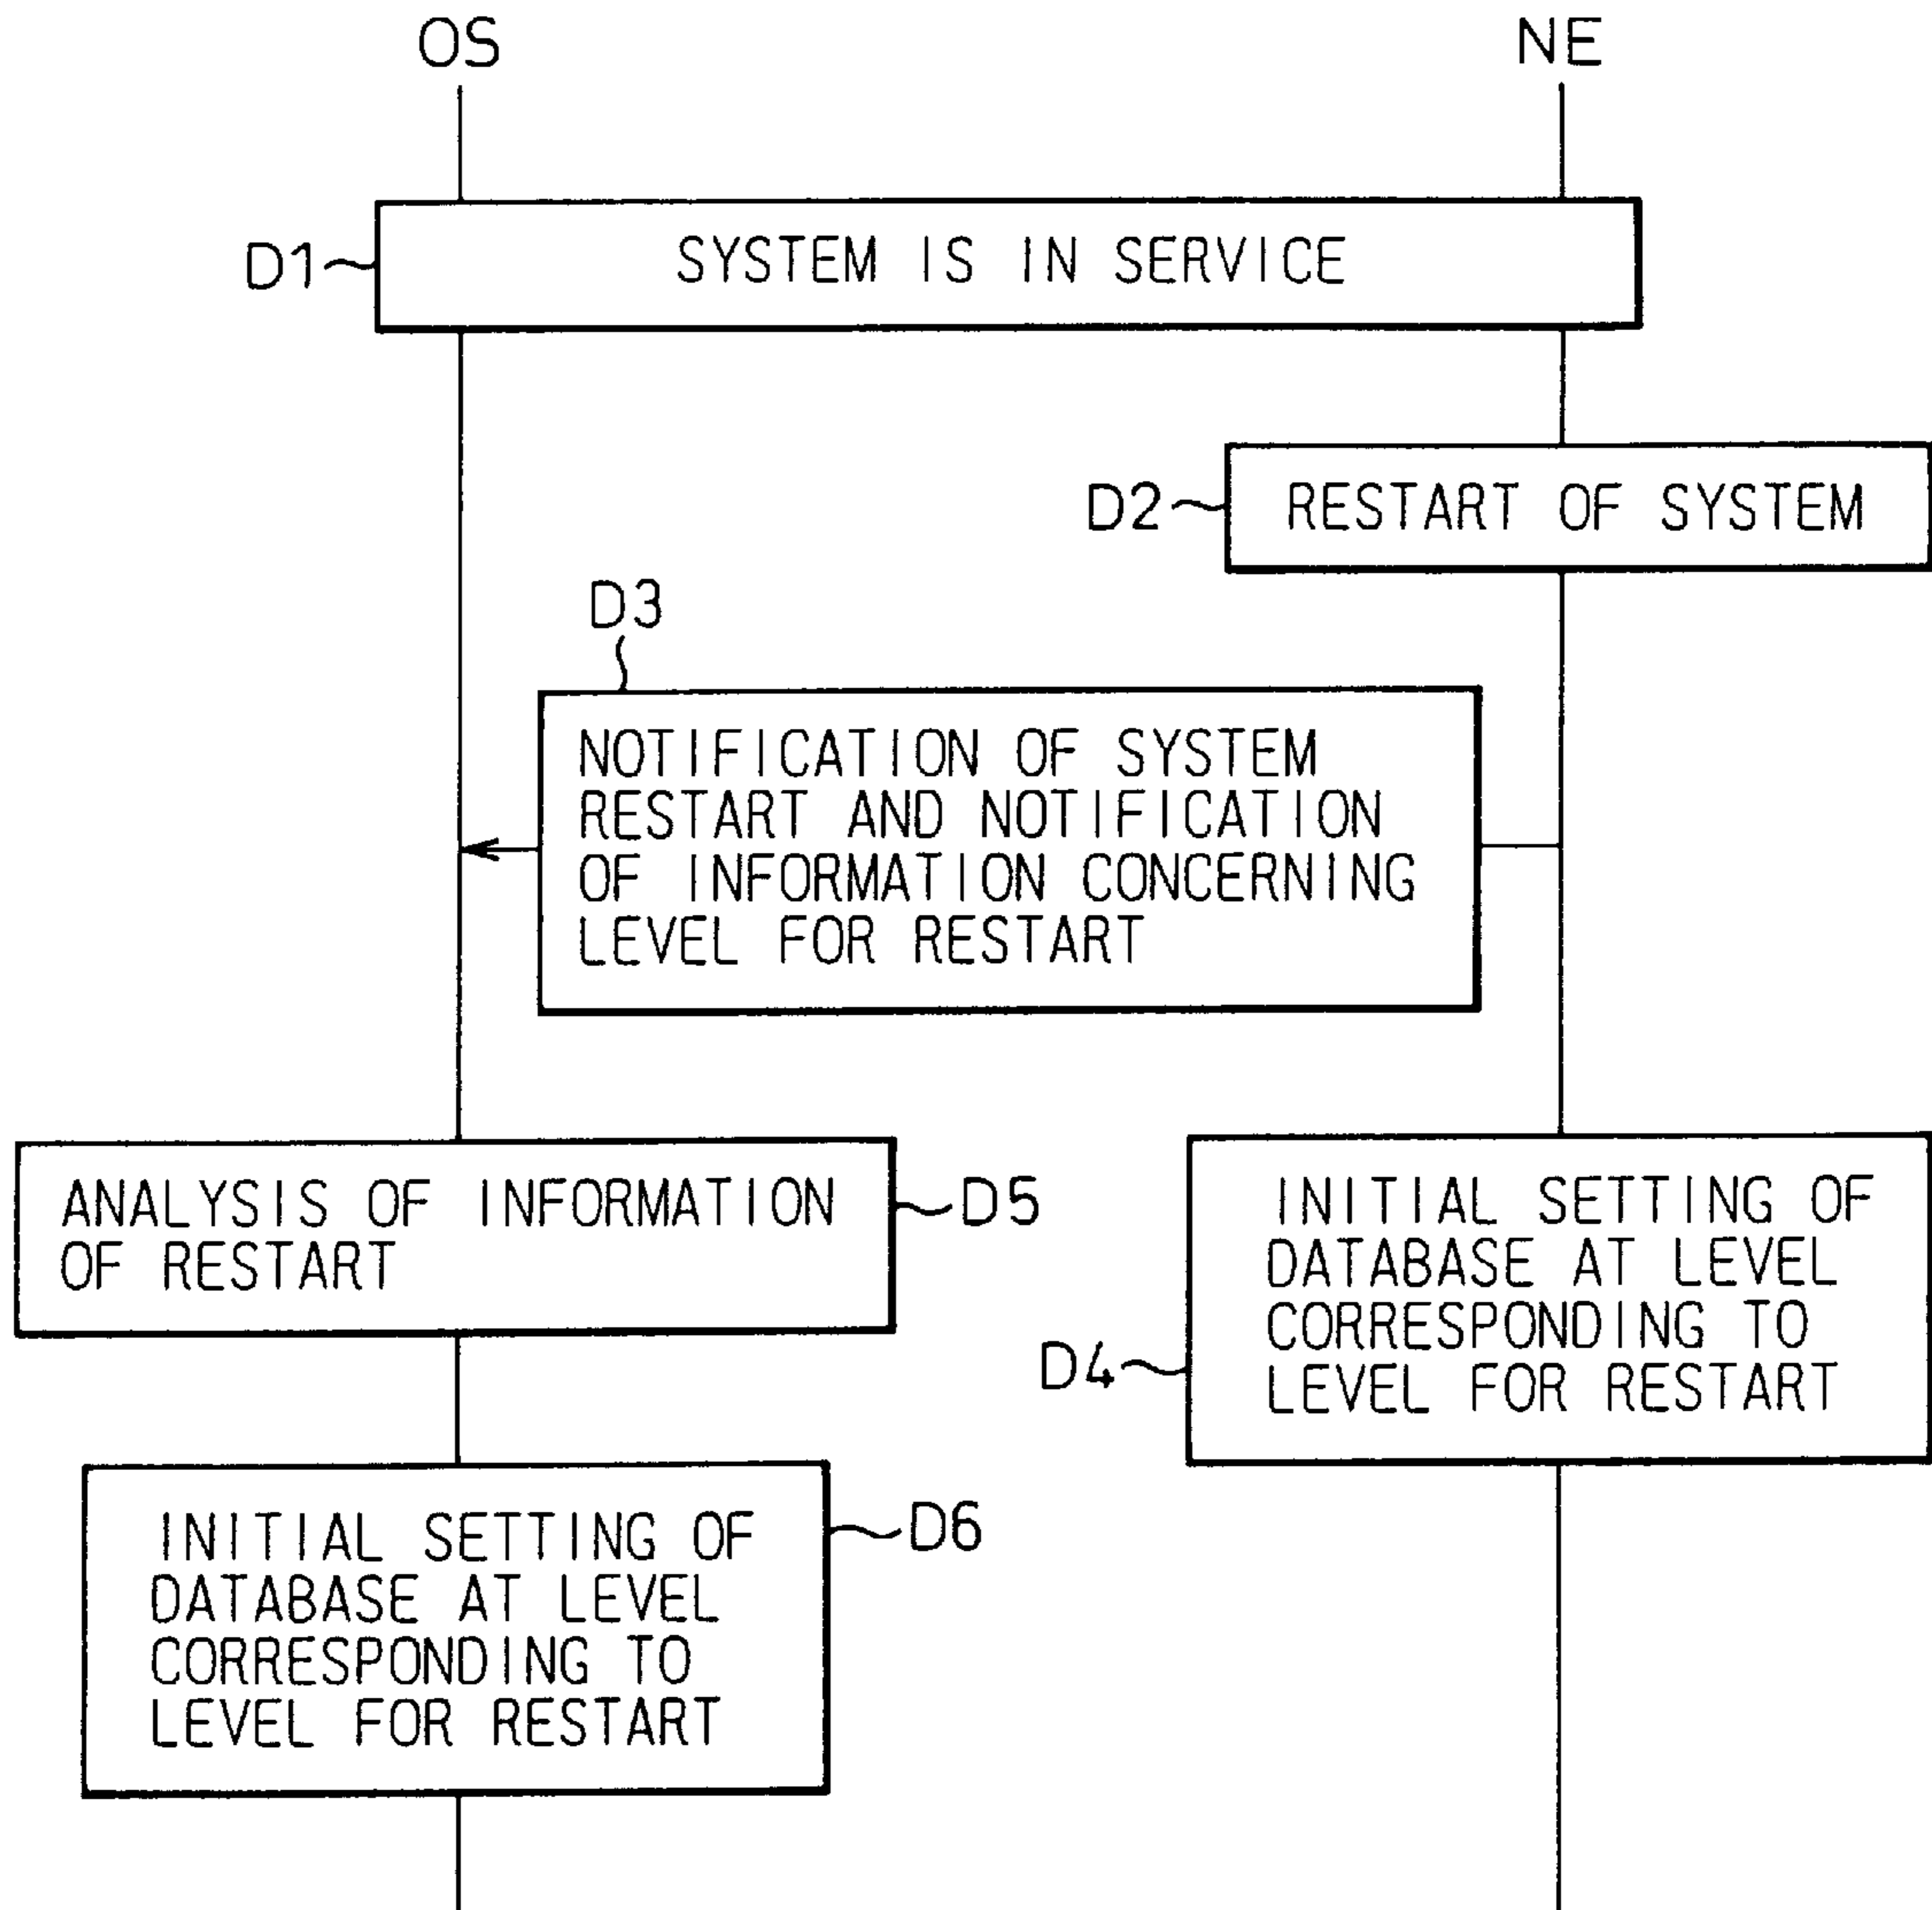 OS
NE
D1
SYSTEM IS IN SERVICE
D2
RESTART OF SYSTEM
D3
NOTIFICATION OF SYSTEM
RESTART AND NOTIFICATION
OF INFORMATION CONCERNING
LEVEL FOR RESTART
ANALYSIS OF INFORMATION
OF RESTART
D5
INITIAL SETTING OF
DATABASE AT LEVEL
CORRESPONDING TO
LEVEL FOR RESTART
D4
INITIAL SETTING OF
DATABASE AT LEVEL
CORRESPONDING TO
LEVEL FOR RESTART
D6